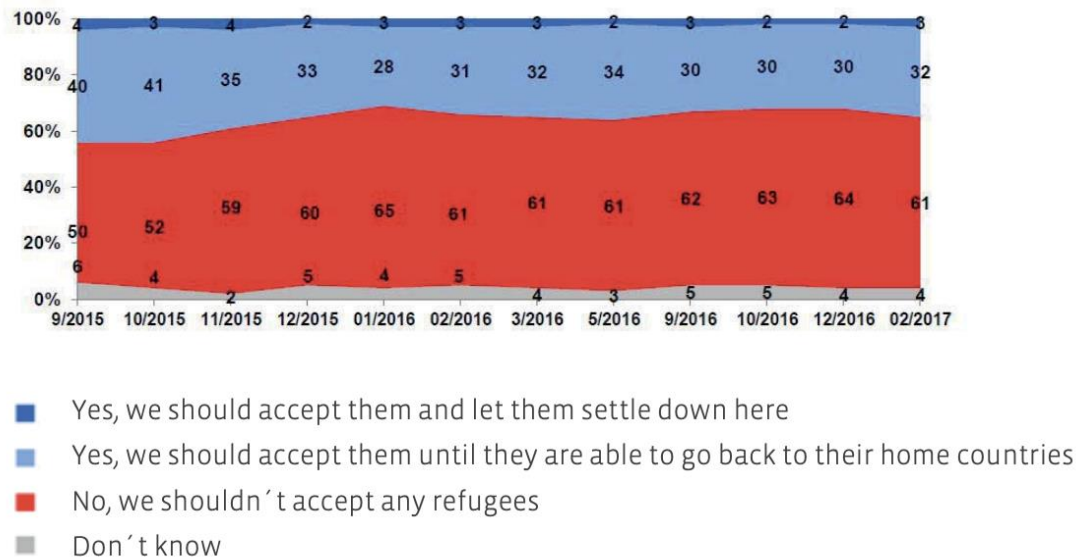 100%
4 3 4 2 3 3 3 2 3 2 2 3
80%
40 41 35 33 28 31 32 34 30 30 30 32
60%
40%
50 52 59 60 65 61 61 61 62 63 64 61
20%
6 4 2 5 4 5 4 3 5 5 4 4
0%
9/2015 10/2015 11/2015 12/2015 01/2016 02/2016 3/2016 5/2016 9/2016 10/2016 12/2016 02/2017
Yes, we should accept them and let them settle down here
Yes, we should accept them until they are able to go back to their home countries
No, we shouldn´t accept any refugees
Don´t know